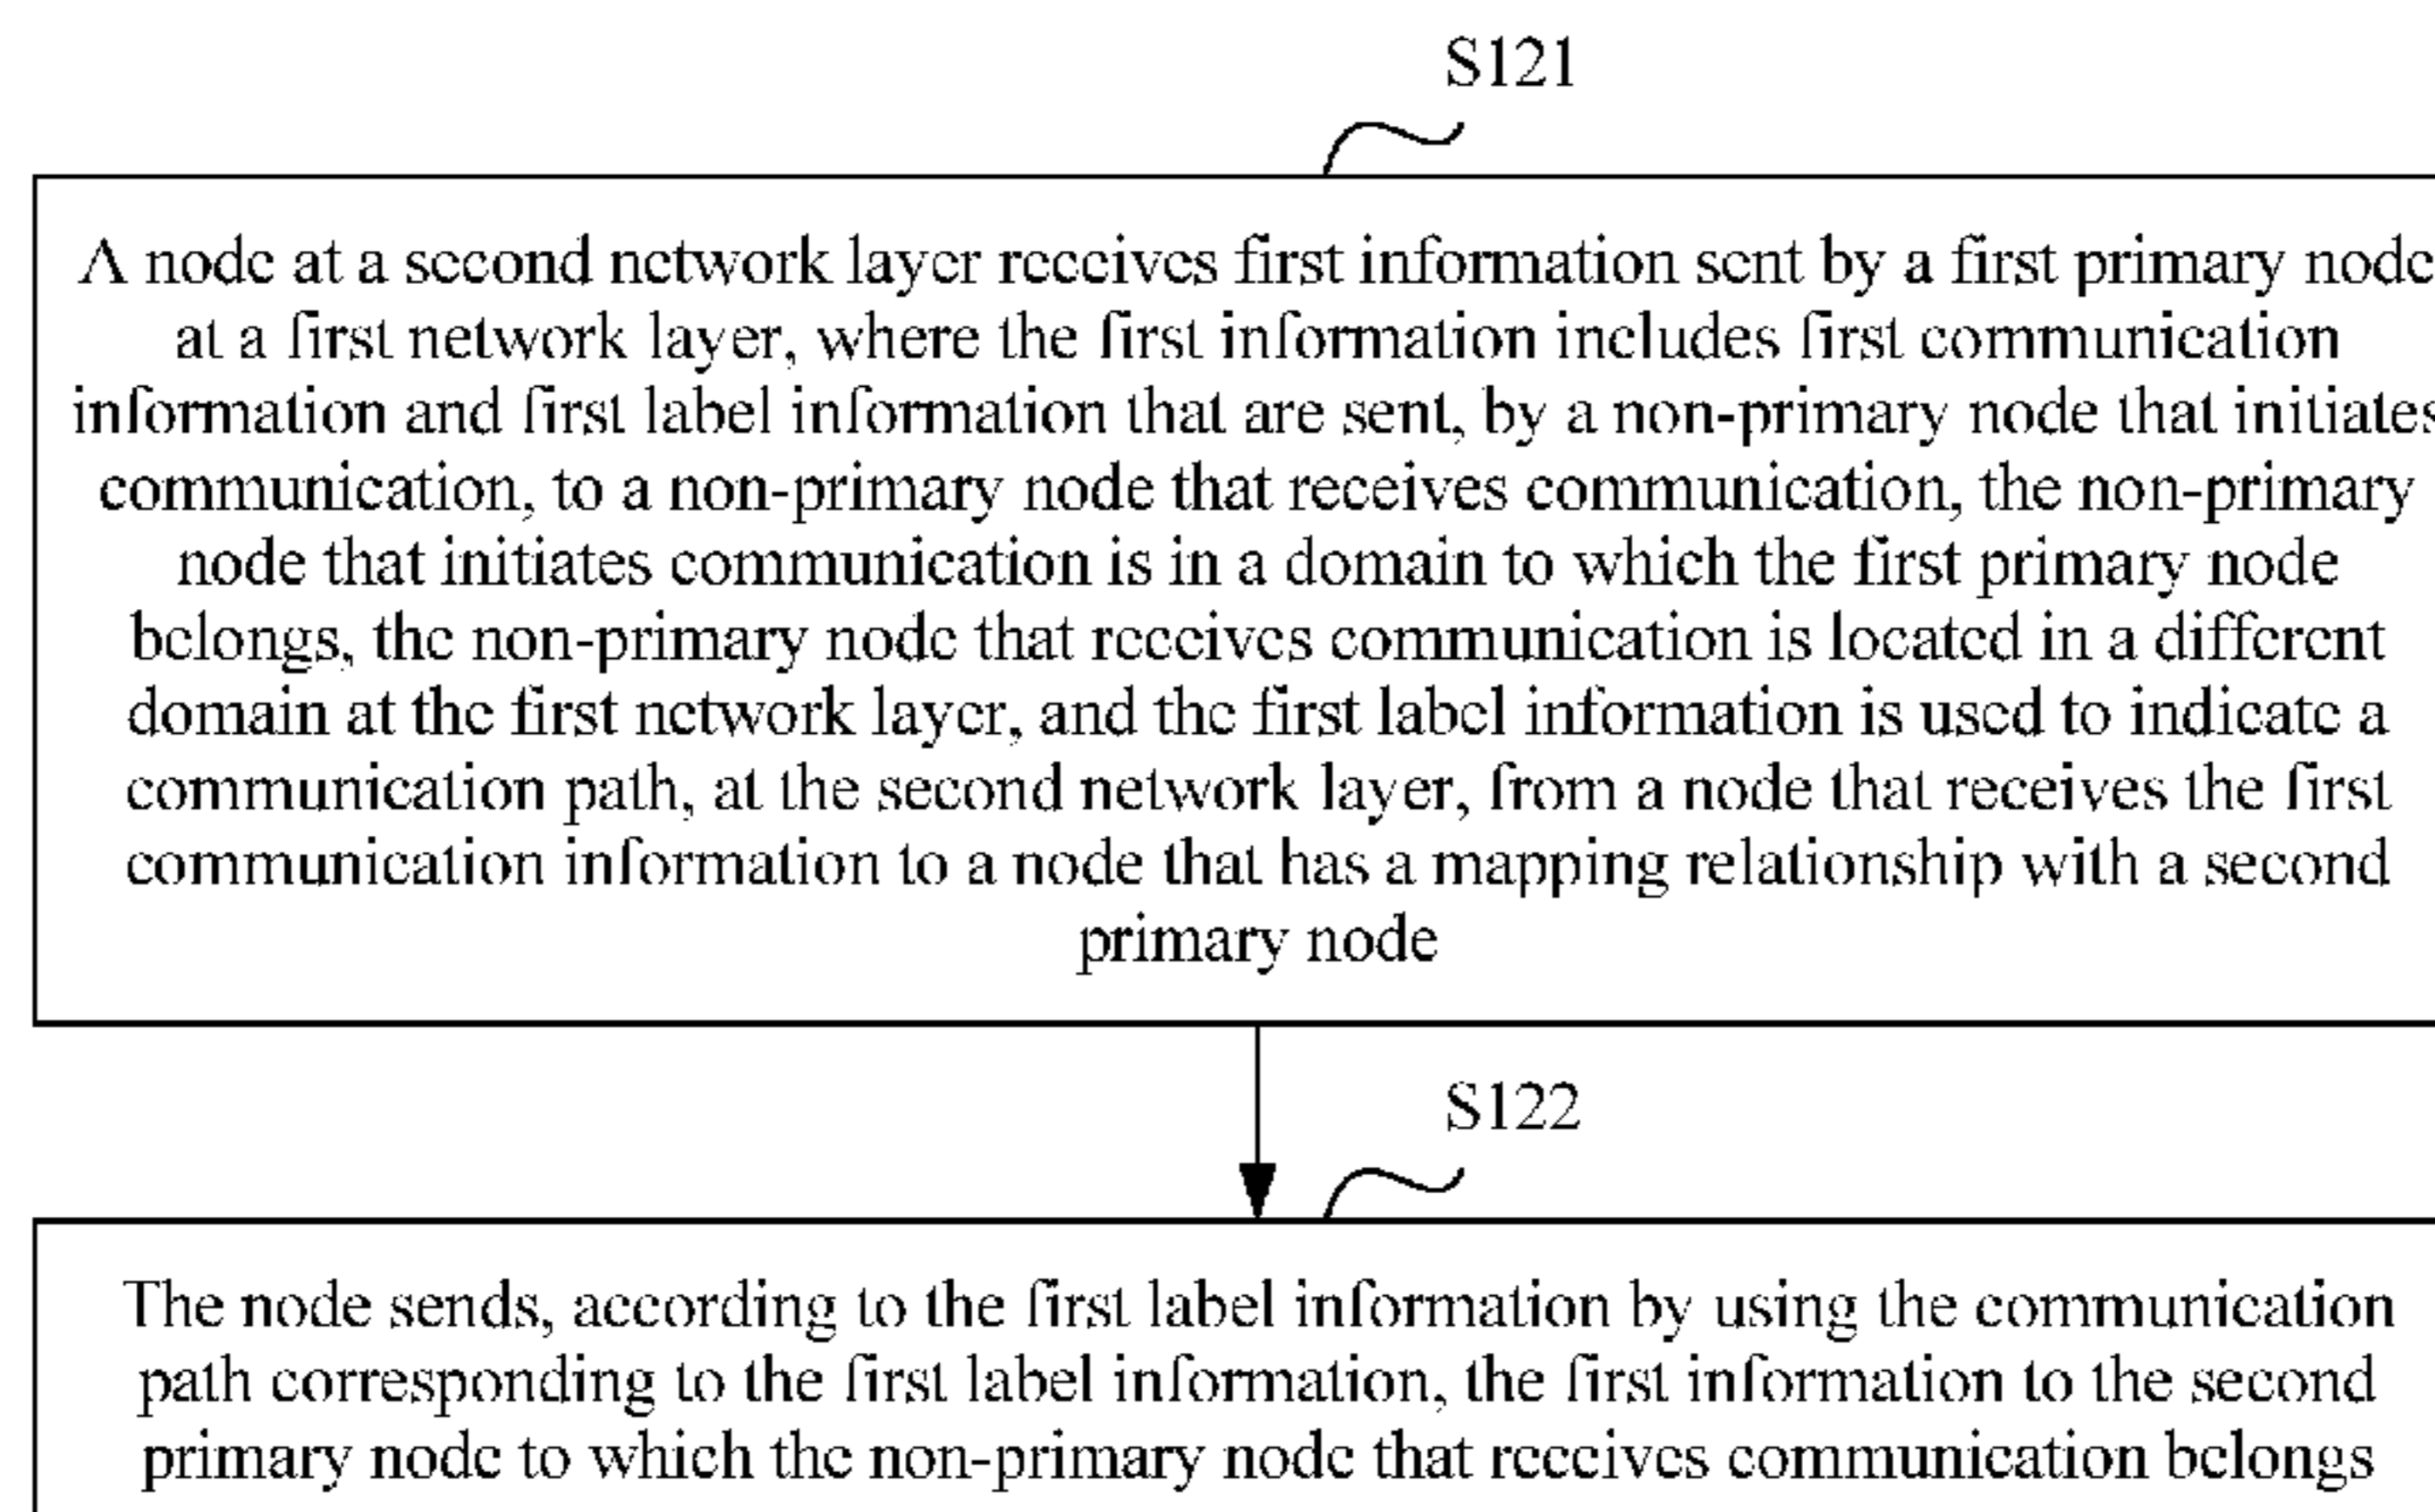 S121
A node at a second network layer receives first information sent by a first primary node
at a first network layer, where the first information includes first communication
information and first label information that are sent, by a non-primary node that initiates
communication, to a non-primary node that receives communication, the non-primary
node that initiates communication is in a domain to which the first primary node
belongs, the non-primary node that receives communication is located in a different
domain at the first network layer, and the first label information is used to indicate a
communication path, at the second network layer, from a node that receives the first
communication information to a node that has a mapping relationship with a second
primary node
S122
The node sends, according to the first label information by using the communication
path corresponding to the first label information, the first information to the second
primary node to which the non-primary node that receives communication belongs